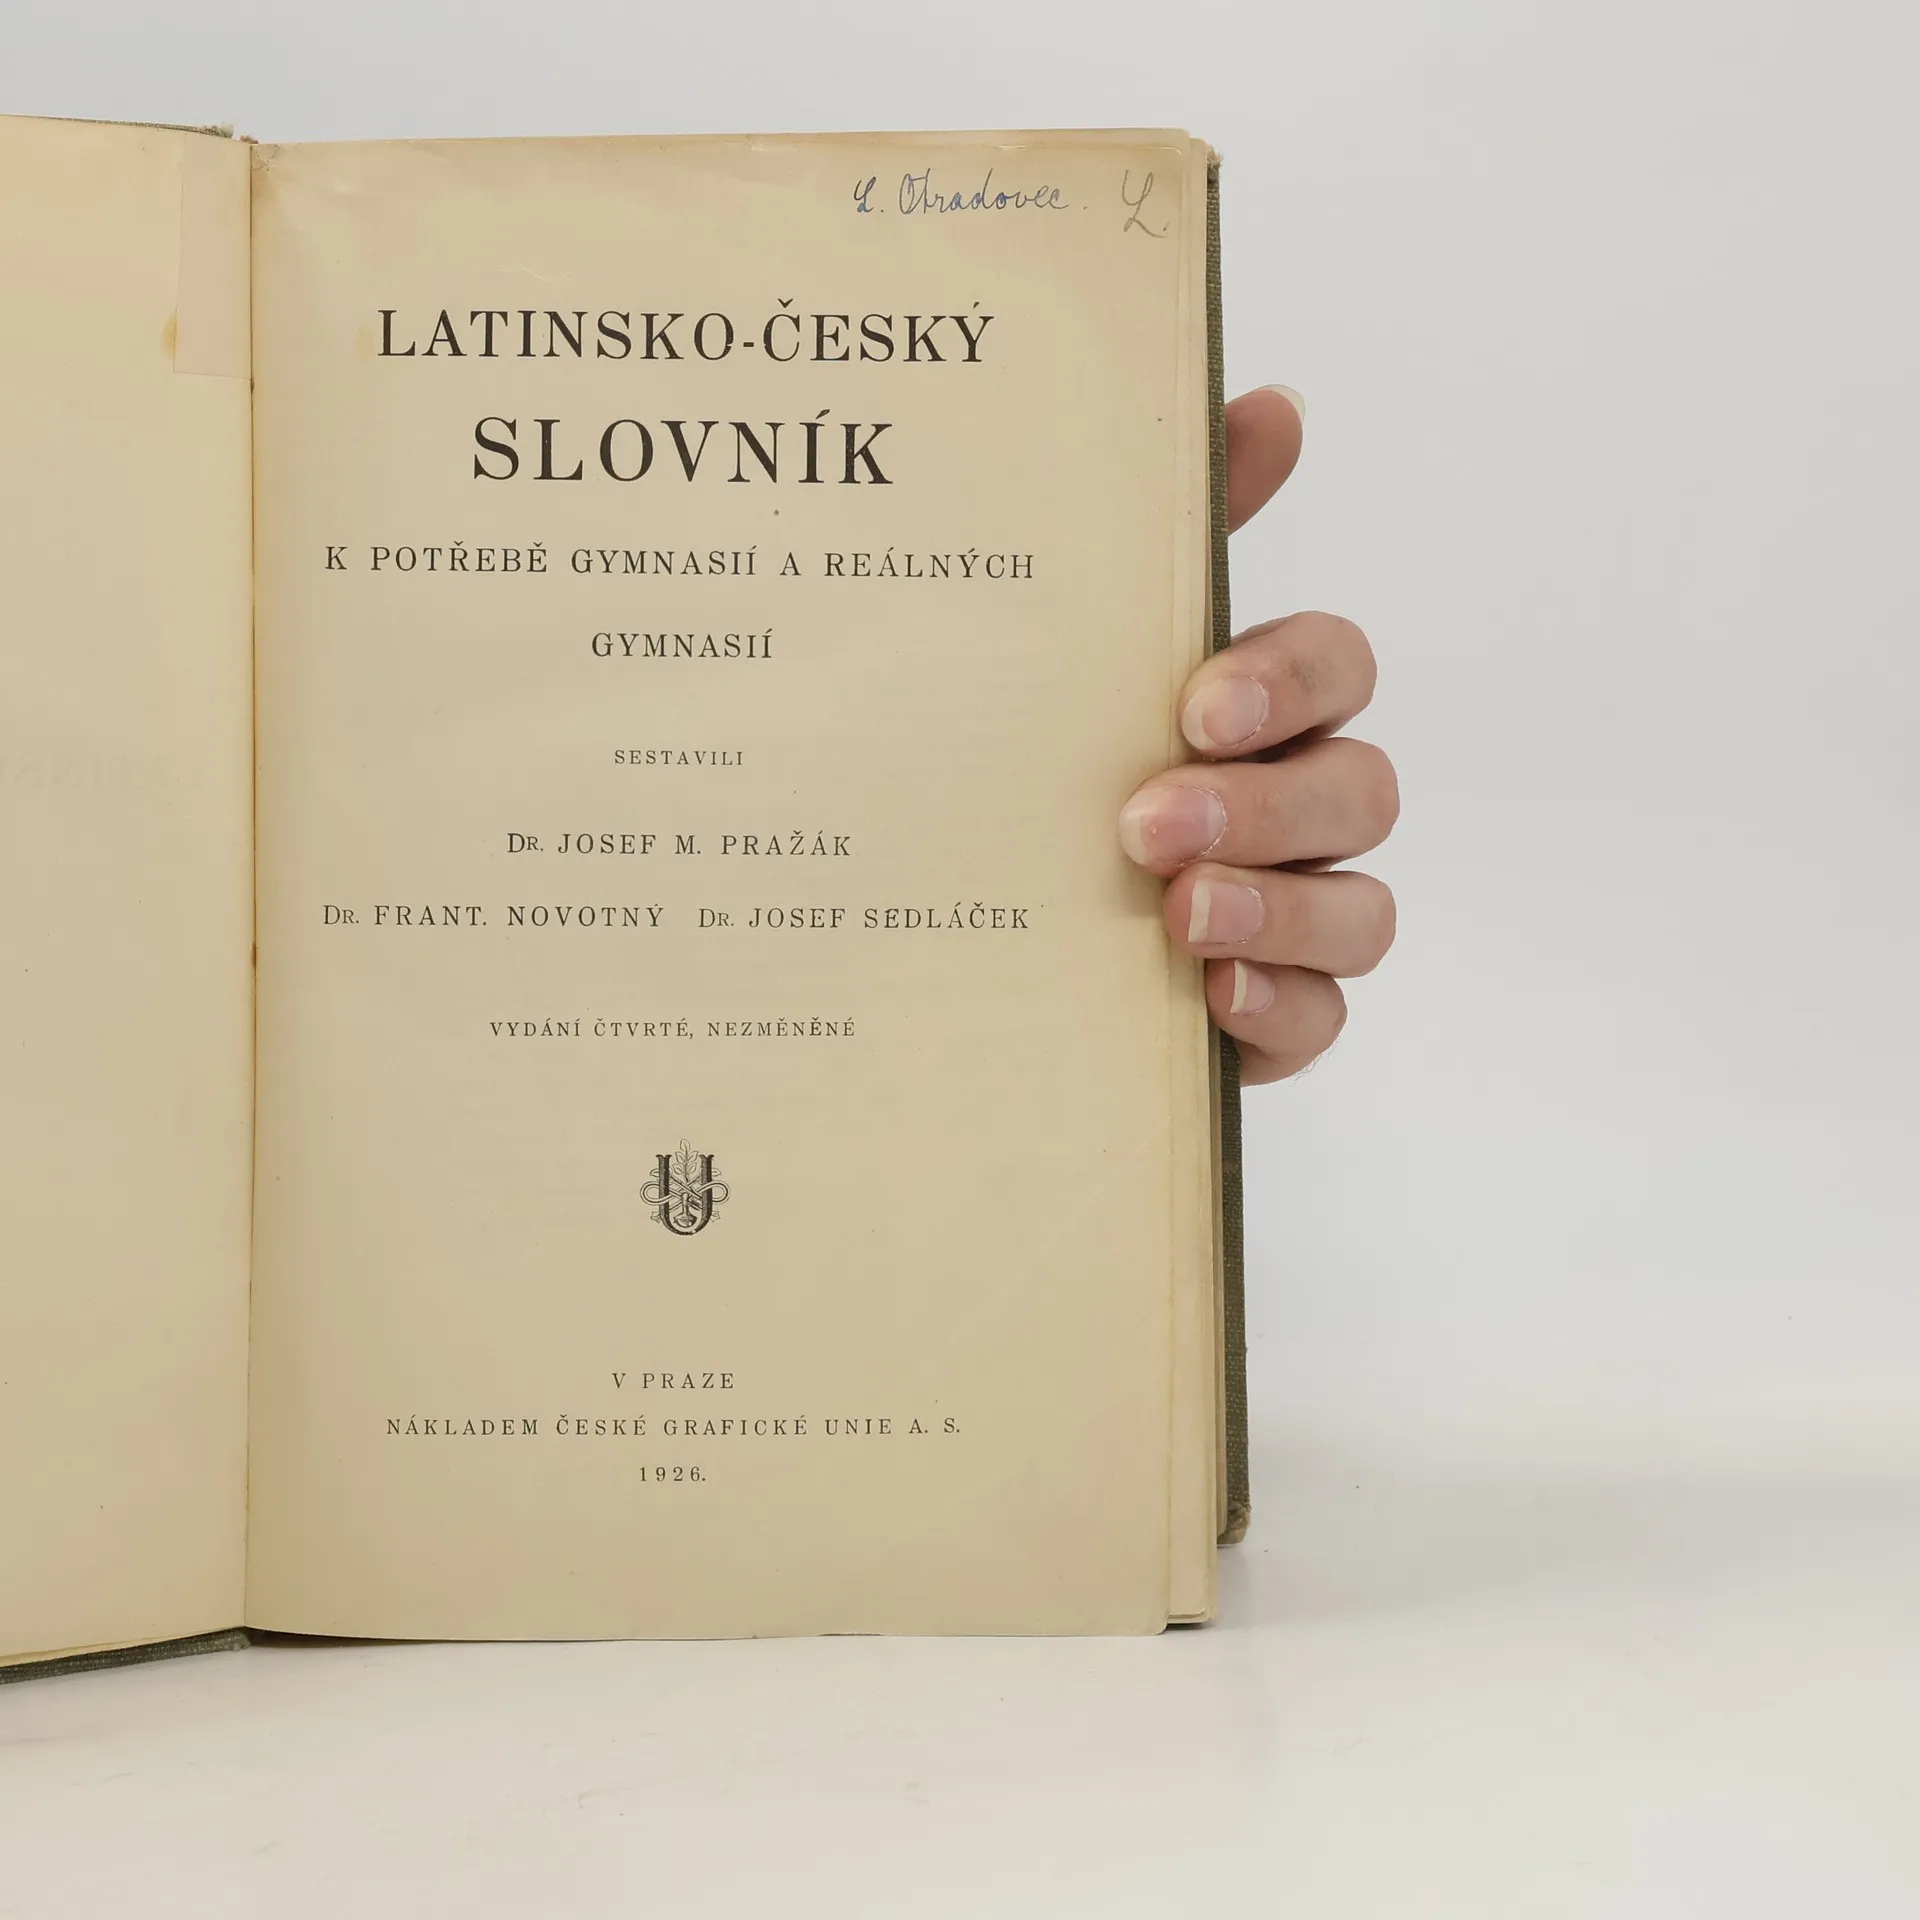 L. Otradovec. L.
LATINSKO-ČESKÝ
SLOVNÍK
K POTŘEBĚ GYMNASIÍ A REÁLNÝCH
GYMNASIÍ
SESTAVILI
DR. JOSEF M. PRAŽÁK
DR. FRANT. NOVOTNÝ DR. JOSEF SEDLÁČEK
VYDÁNÍ ČTVRTÉ, NEZMĚNĚNÉ
U
V PRAZE
NÁKLADEM ČESKÉ GRAFICKÉ UNIE A. S.
1926.